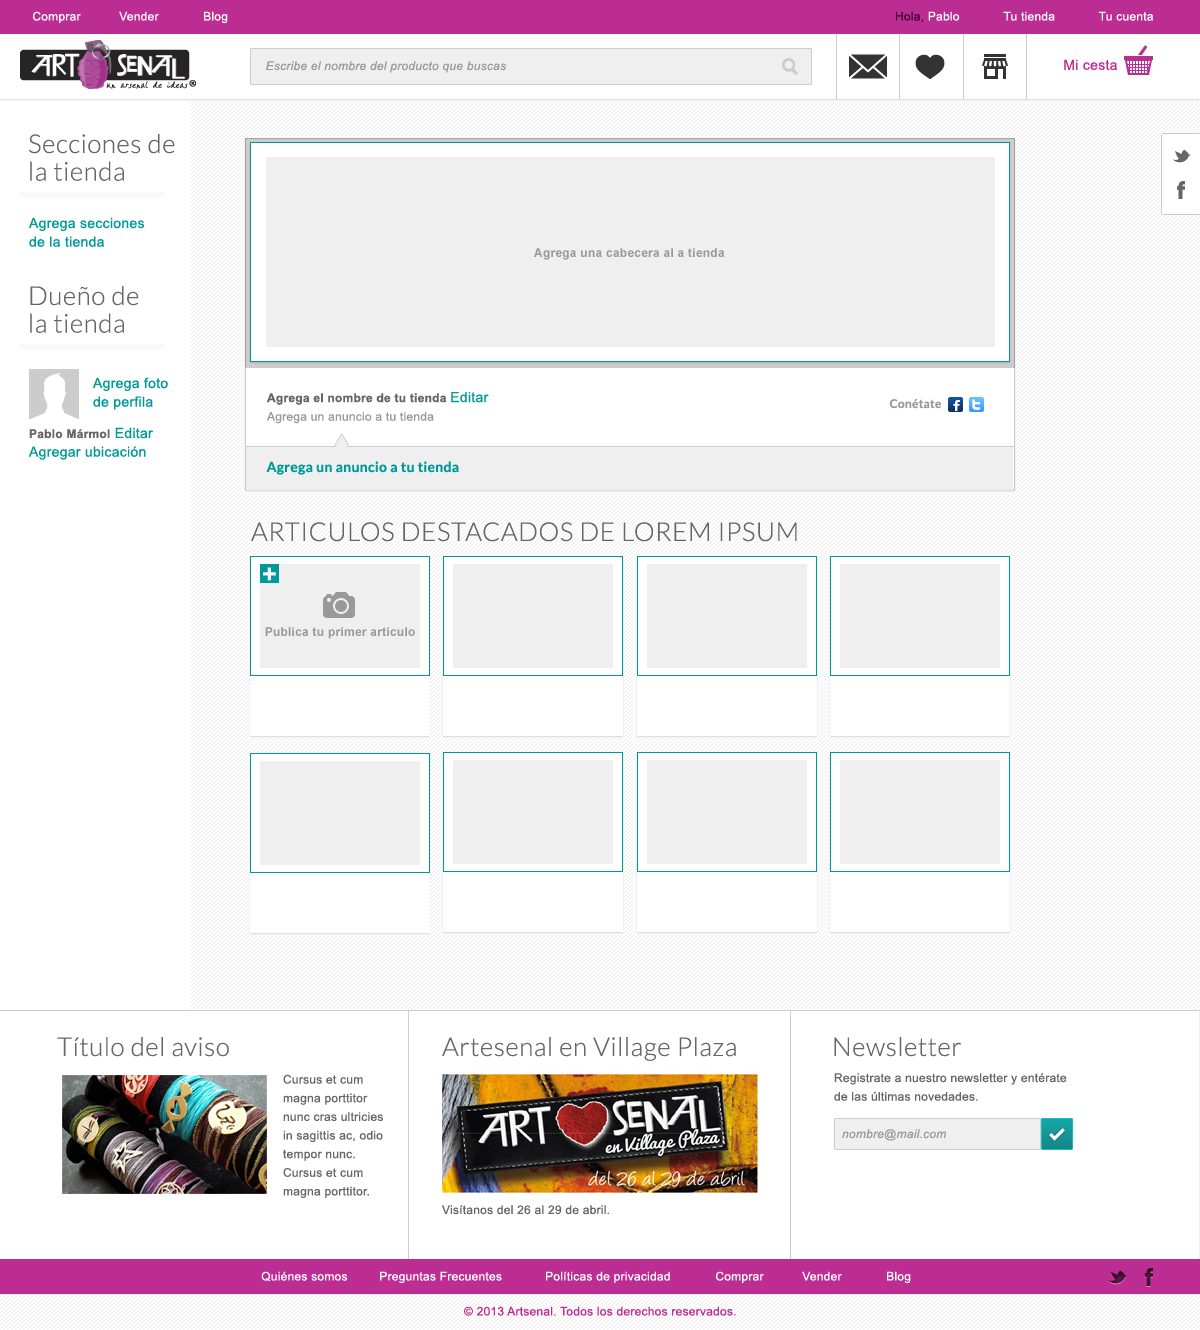 Comprar
Vender
Blog
Hola, Pablo
Tu tienda
Tu cuenta
ARTSENAL
un arsenal de ideas®
Escribe el nombre del producto que buscas
Mi cesta
Secciones de
la tienda
Agrega secciones
de la tienda
Dueño de
la tienda
Agrega foto
de perfila
Pablo Mármol Editar
Agregar ubicación
Agrega una cabecera al a tienda
Agrega el nombre de tu tienda Editar
Agrega un anuncio a tu tienda
Conétate
Agrega un anuncio a tu tienda
ARTICULOS DESTACADOS DE LOREM IPSUM
Publica tu primer artículo
Título del aviso
Cursus et cum
magna porttitor
nunc cras ultricies
in sagittis ac, odio
tempor nunc.
Cursus et cum
magna porttitor.
Artesenal en Village Plaza
ART SENAL
en Village Plaza
del 26 al 29 de abril
Visítanos del 26 al 29 de abril.
Newsletter
Registrate a nuestro newsletter y entérate
de las últimas novedades.
nombre@mail.com
Quiénes somos
Preguntas Frecuentes
Políticas de privacidad
Comprar
Vender
Blog
© 2013 Artsenal. Todos los derechos reservados.